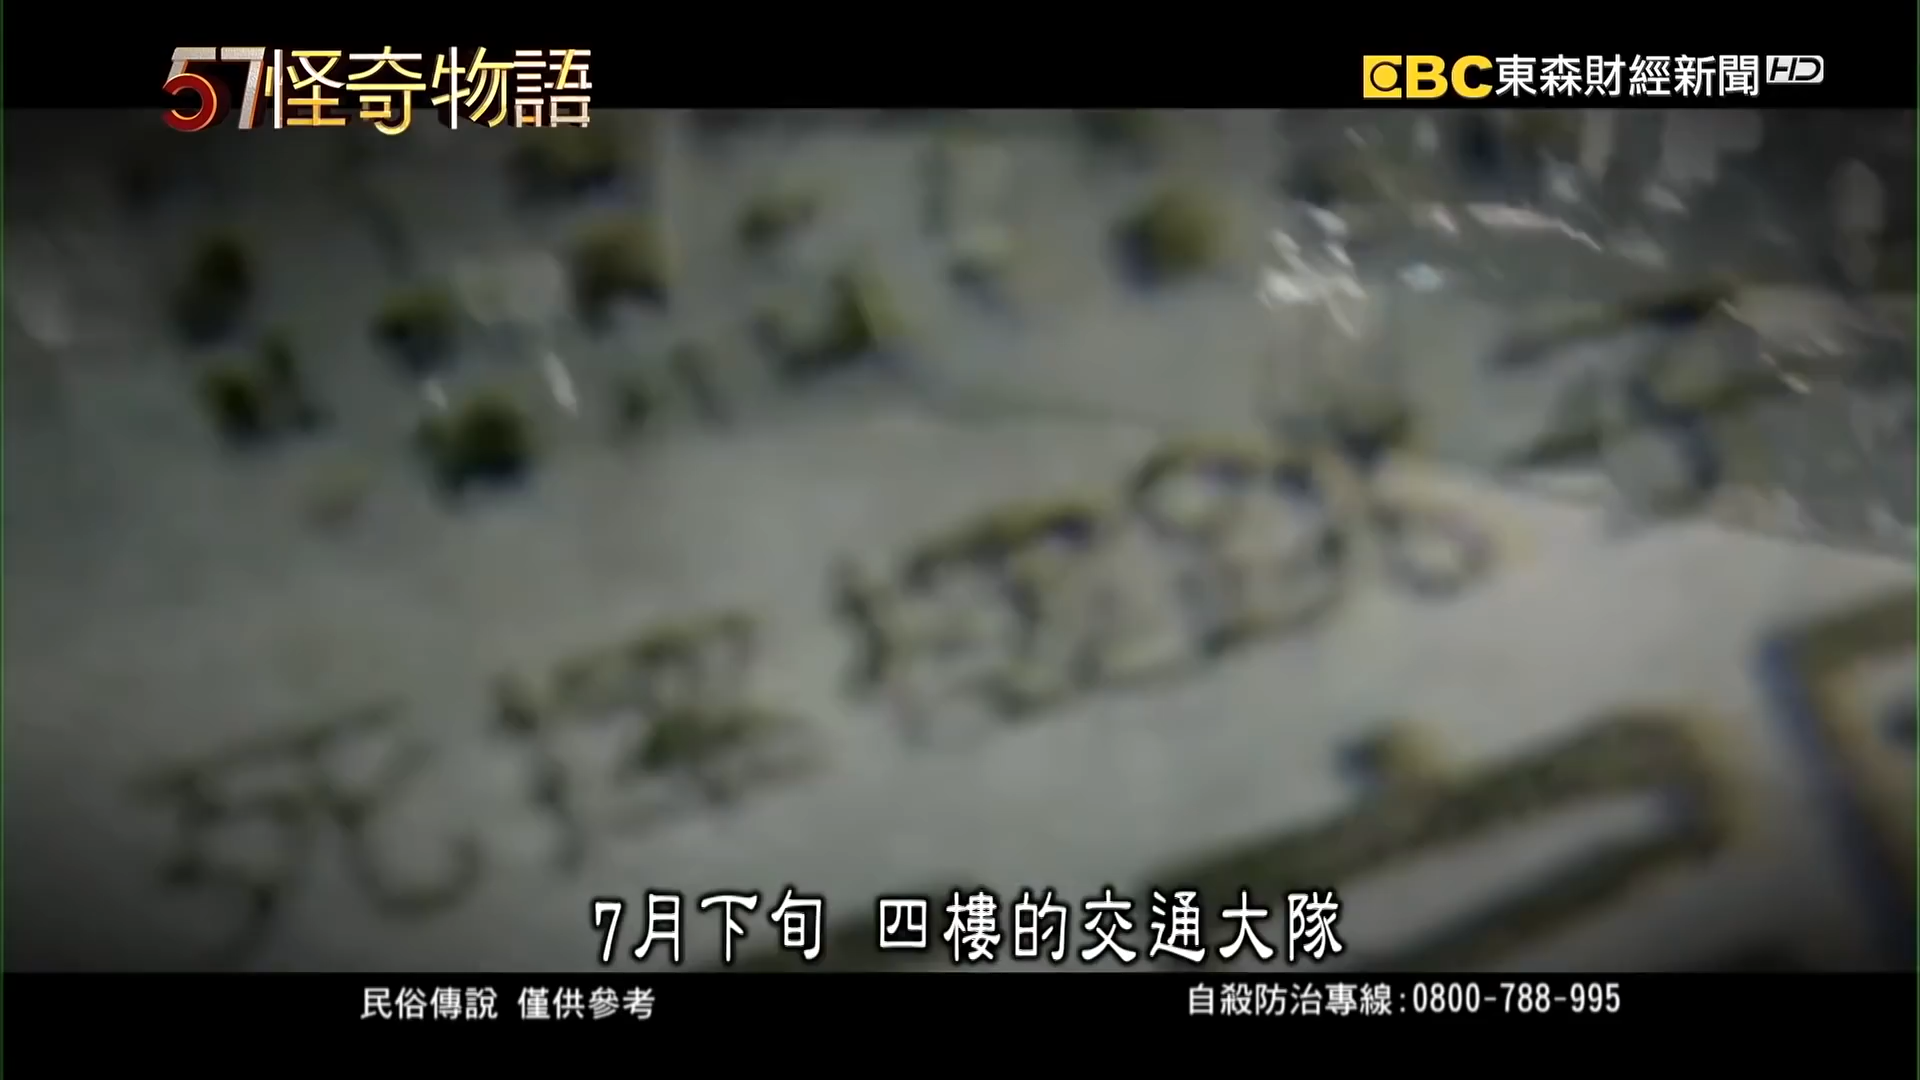 57怪奇物語
EBC東森財經新聞HD
7月下旬 四樓的交通大隊
民俗傳說 僅供參考
自殺防治專線:0800-788-995